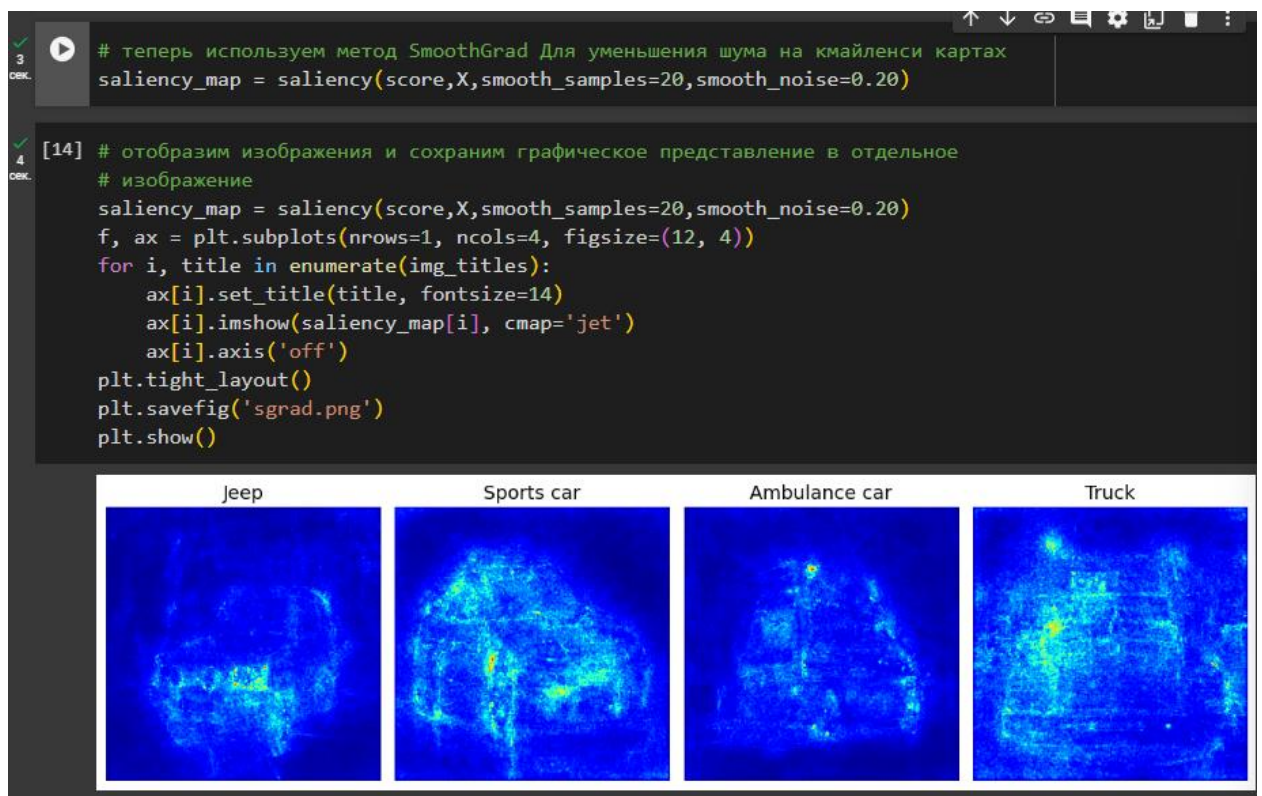 3
сек.
# теперь используем метод SmoothGrad Для уменьшения шума на кмайленси картах
saliency_map = saliency(score,X,smooth_samples=20,smooth_noise=0.20)
4
сек.
[14] # отобразим изображения и сохраним графическое представление в отдельное
# изображение
saliency_map = saliency(score,X,smooth_samples=20,smooth_noise=0.20)
f, ax = plt.subplots(nrows=1, ncols=4, figsize=(12, 4))
for i, title in enumerate(img_titles):
    ax[i].set_title(title, fontsize=14)
    ax[i].imshow(saliency_map[i], cmap='jet')
    ax[i].axis('off')
plt.tight_layout()
plt.savefig('sgrad.png')
plt.show()
Jeep Sports car Ambulance car Truck